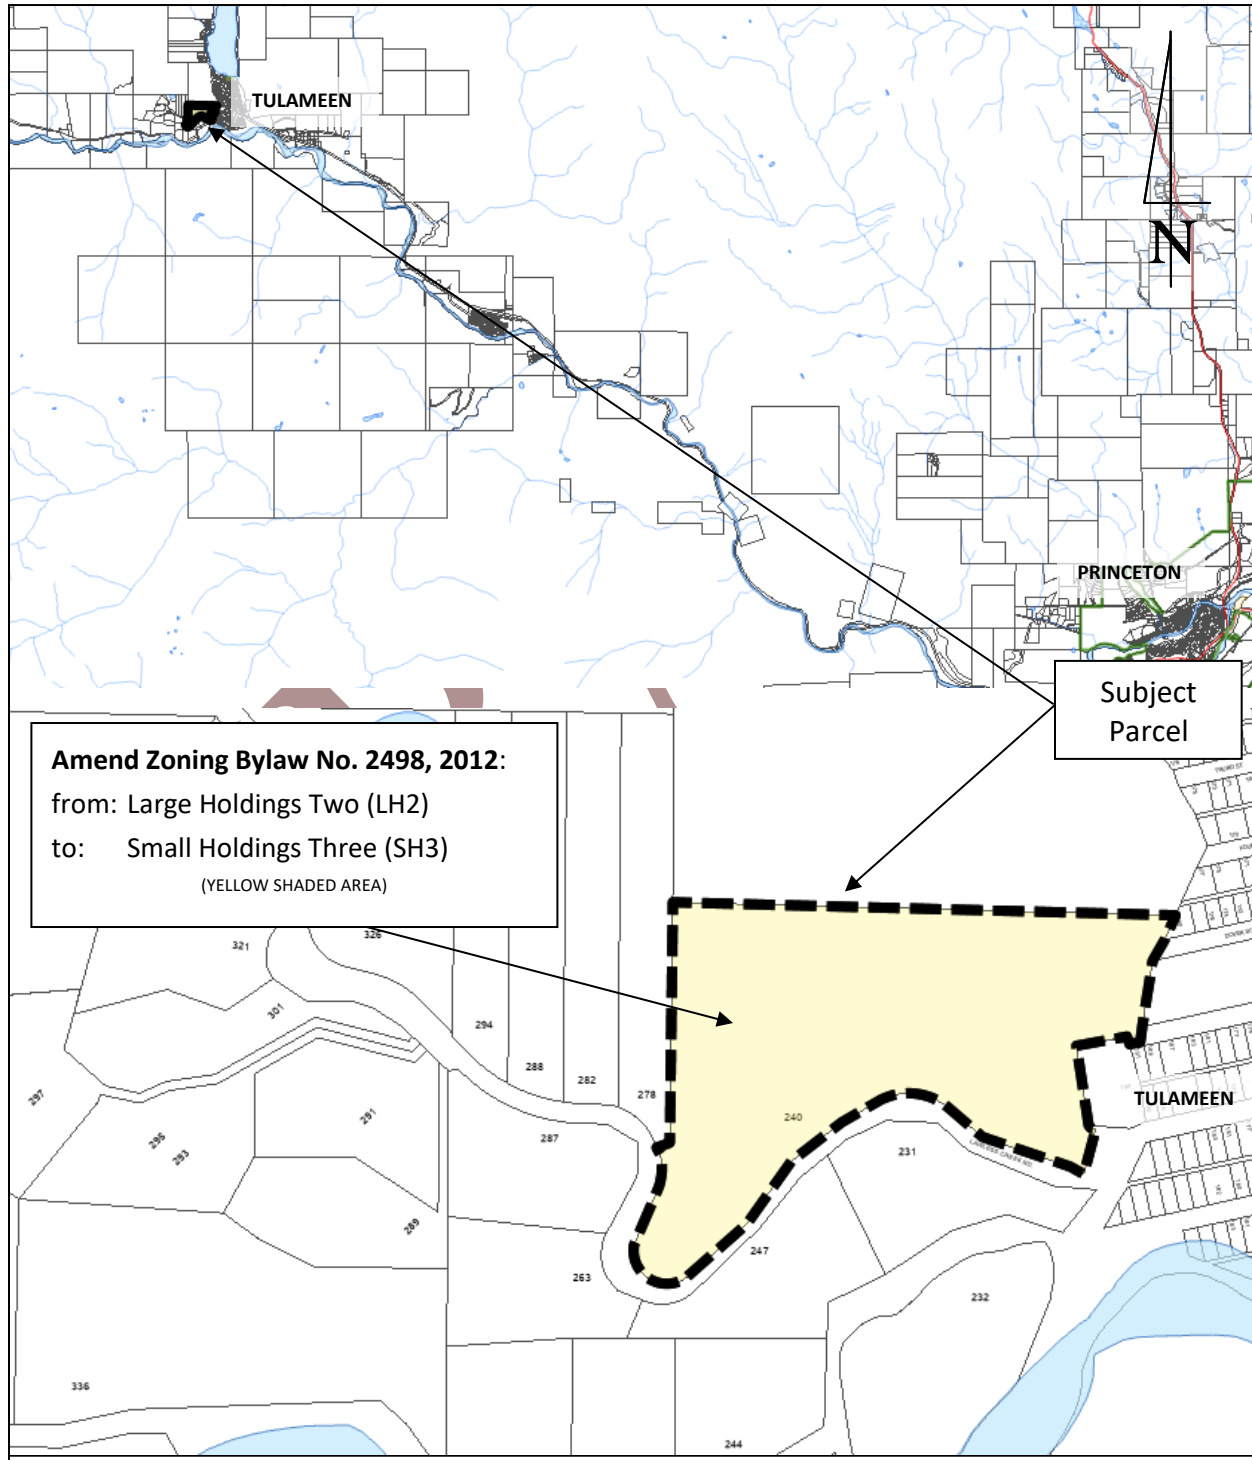 TULAMEEN
N
PRINCETON
Subject
Parcel
Amend Zoning Bylaw No. 2498, 2012:
from: Large Holdings Two (LH2)
to: Small Holdings Three (SH3)
(YELLOW SHADED AREA)
321
326
301
294
288
282
278
297
291
287
295
293
289
240
231
TULAMEEN
247
263
232
336
244